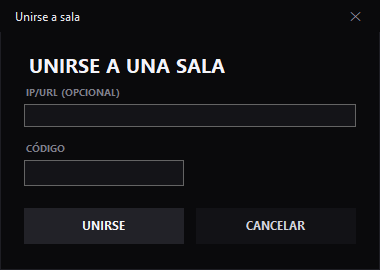 Unirse a sala
UNIRSE A UNA SALA
IP/URL (OPCIONAL)
CÓDIGO
UNIRSE
CANCELAR